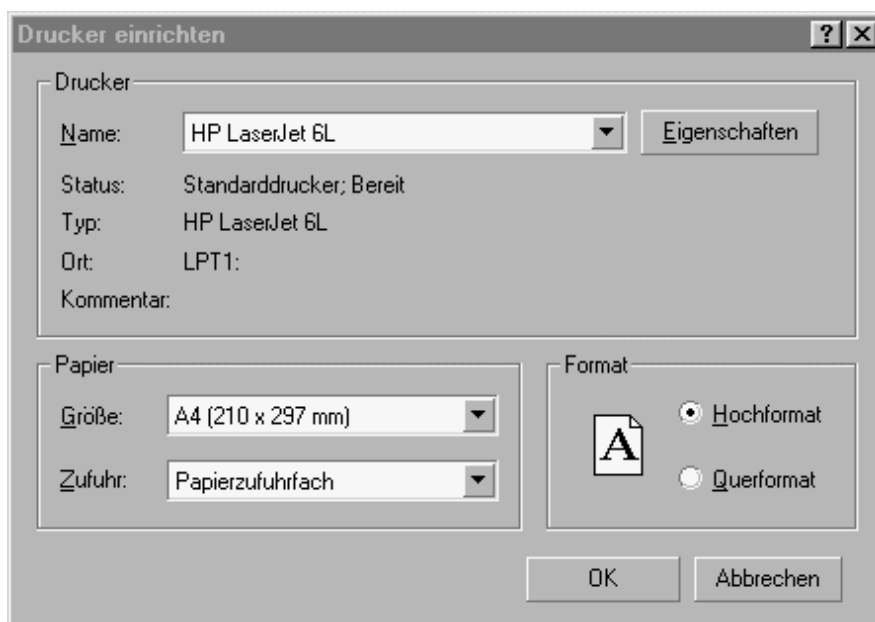 Drucker einrichten
Drucker
Name: HP LaserJet 6L Eigenschaften
Status: Standarddrucker; Bereit
Typ: HP LaserJet 6L
Ort: LPT1:
Kommentar:
Papier
Größe: A4 (210 x 297 mm)
Zufuhr: Papierzufuhrfach
Format
A
Hochformat
Querformat
OK Abbrechen